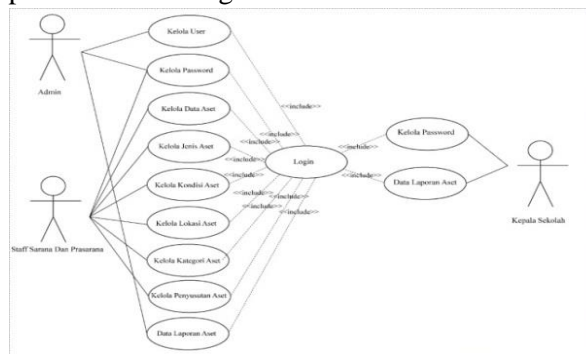 Kelola User
Kelola Password
Admin
Kelola Data Aset
<<include>>
<<include>>
<<include>>
<<include>>
Kelola Password
Kelola Jenis Aset
<<include>>
Login
<<include>>
<<include>>
Kelola Kondisi Aset
Data Laporan Aset
<<include>>
<<include>>
<<include>>
<<include>>
Kelola Lokasi Aset
Staff Sarana Dan Prasarana
Kepala Sekolah
Kelola Kategori Aset
Kelola Penyusutan Aset
Data Laporan Aset